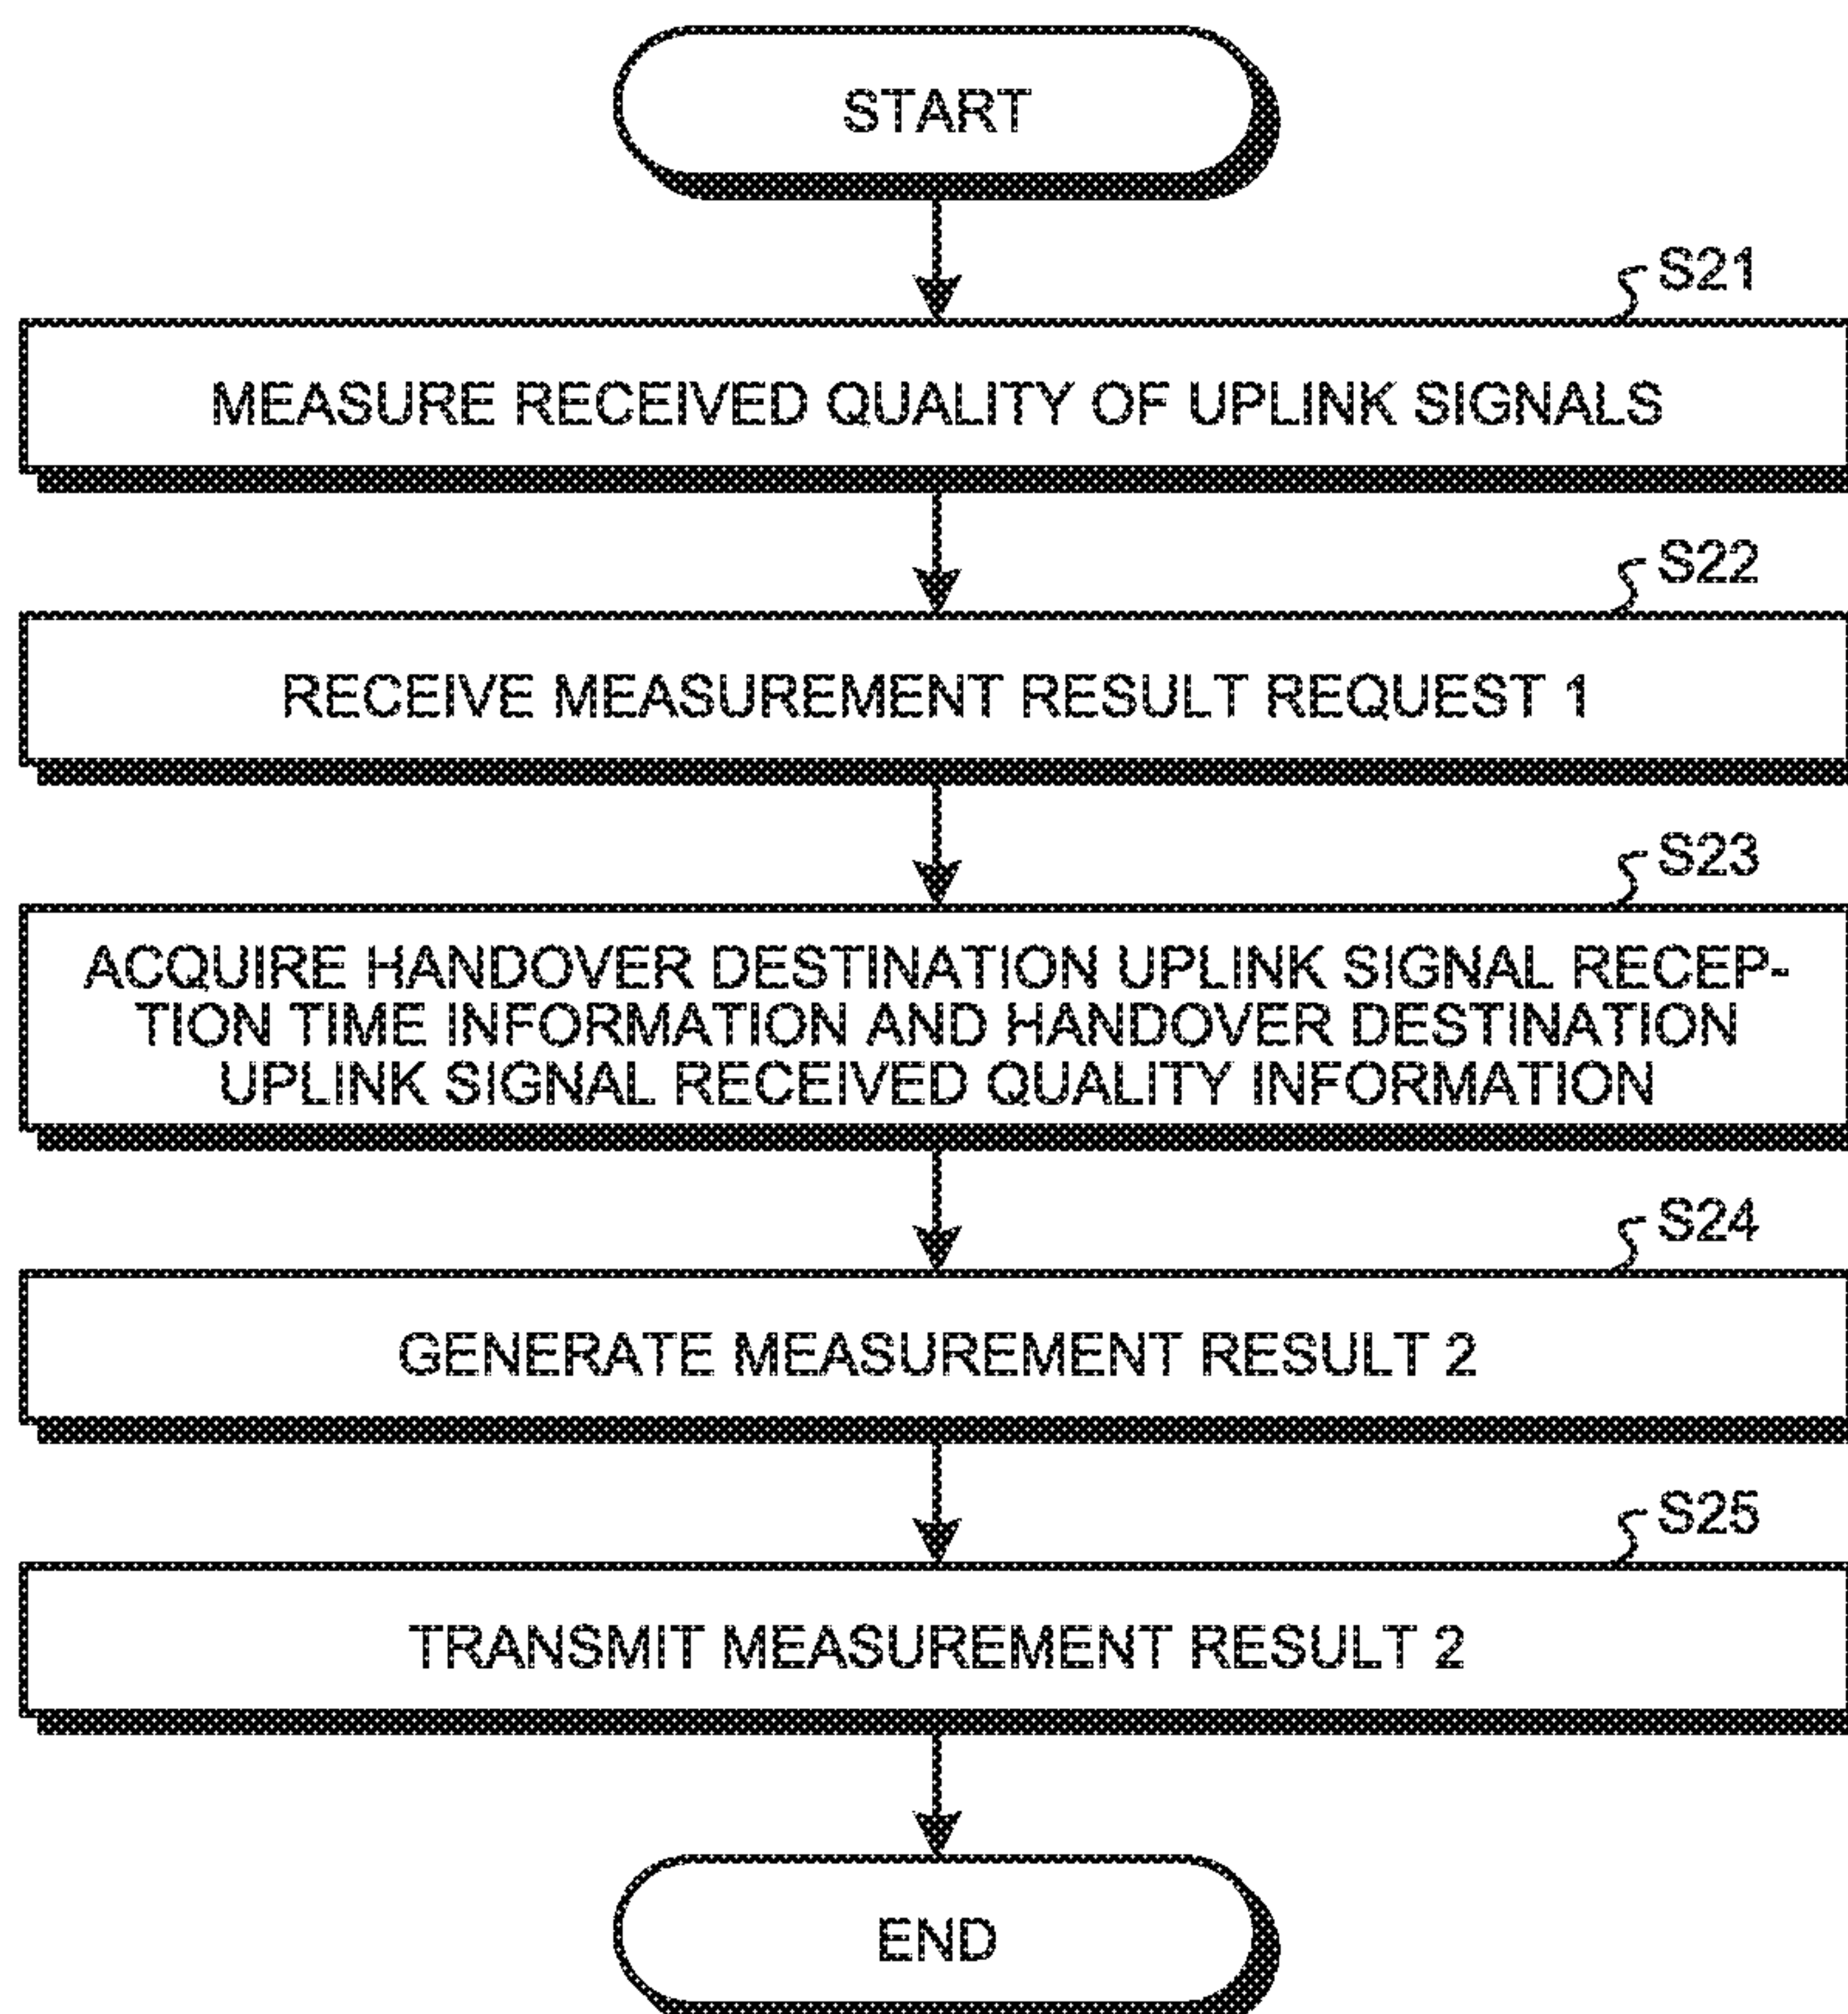 START
S21
MEASURE RECEIVED QUALITY OF UPLINK SIGNALS
S22
RECEIVE MEASUREMENT RESULT REQUEST 1
S23
ACQUIRE HANDOVER DESTINATION UPLINK SIGNAL RECEP-
TION TIME INFORMATION AND HANDOVER DESTINATION
UPLINK SIGNAL RECEIVED QUALITY INFORMATION
S24
GENERATE MEASUREMENT RESULT 2
S25
TRANSMIT MEASUREMENT RESULT 2
END